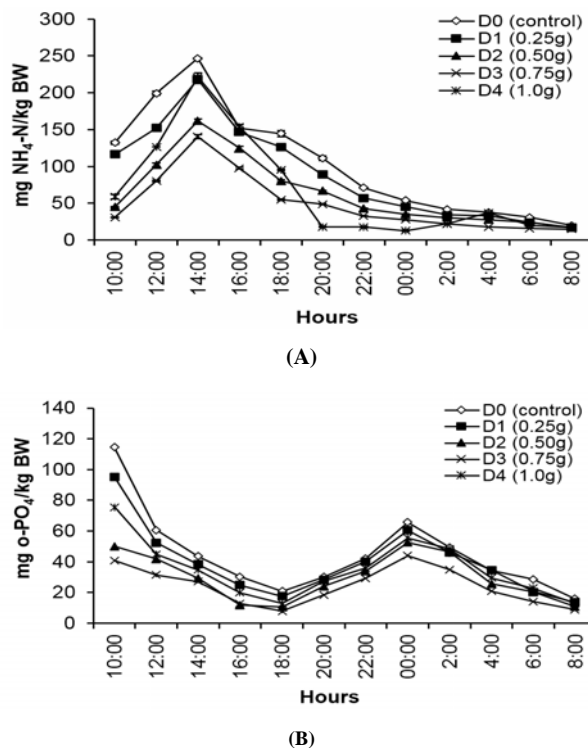 mg NH₄-N/kg BW
300
250
200
150
100
50
0
D0 (control)
D1 (0.25g)
D2 (0.50g)
D3 (0.75g)
D4 (1.0g)
10:00 12:00 14:00 16:00 18:00 20:00 22:00 00:00 2:00 4:00 6:00 8:00
Hours
(A)
mg o-PO₄/kg BW
140
120
100
80
60
40
20
0
D0 (control)
D1 (0.25g)
D2 (0.50g)
D3 (0.75g)
D4 (1.0g)
10:00 12:00 14:00 16:00 18:00 20:00 22:00 00:00 2:00 4:00 6:00 8:00
Hours
(B)